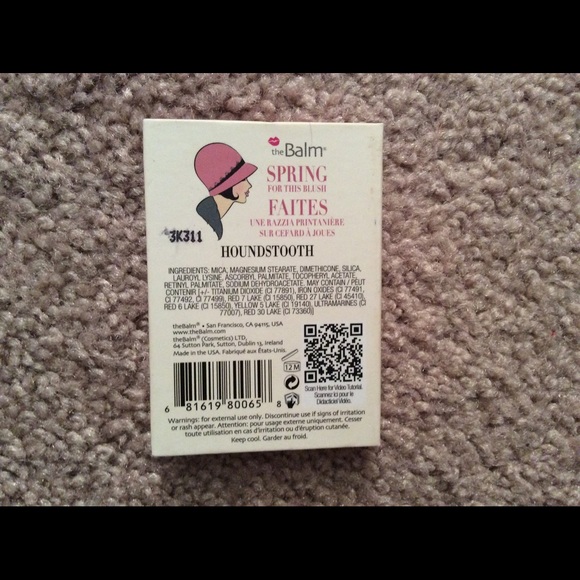 theBalm®
SPRING
FOR THIS BLUSH
FAITES
UNE RAZZIA PRINTANIÈRE
SUR CE FARD À JOUES
3K311
HOUNDSTOOTH
INGREDIENTS: MICA, MAGNESIUM STEARATE, DIMETHICONE, SILICA,
LAUROYL LYSINE, ASCORBYL PALMITATE, TOCOPHERYL ACETATE,
RETINYL PALMITATE, SODIUM DEHYDROACETATE. MAY CONTAIN / PEUT
CONTENIR [+/- TITANIUM DIOXIDE (CI 77891), IRON OXIDES (CI 77491,
CI 77492, CI 77499), RED 7 LAKE (CI 15850), RED 27 LAKE (CI 45410),
RED 6 LAKE (CI 15850), YELLOW 5 LAKE (CI 19140), ULTRAMARINES (CI
77007), RED 30 LAKE (CI 73360)]
theBalm® • San Francisco, CA 94115, USA
www.theBalm.com
theBalm® (Cosmetics) LTD,
64 Sutton Park, Sutton, Dublin 13, Ireland
Made in the USA. Fabriqué aux États-Unis.
12 M
Scan Here for Video Tutorial.
Scannez ici pour le
Didacticiel Vidéo.
6 81619 80065 8
Warnings: for external use only. Discontinue use if signs of irritation
or rash appear. Attention: pour usage externe uniquement. Cesser
toute utilisation en cas d'irritation ou d'éruption cutanée.
Keep cool. Garder au froid.